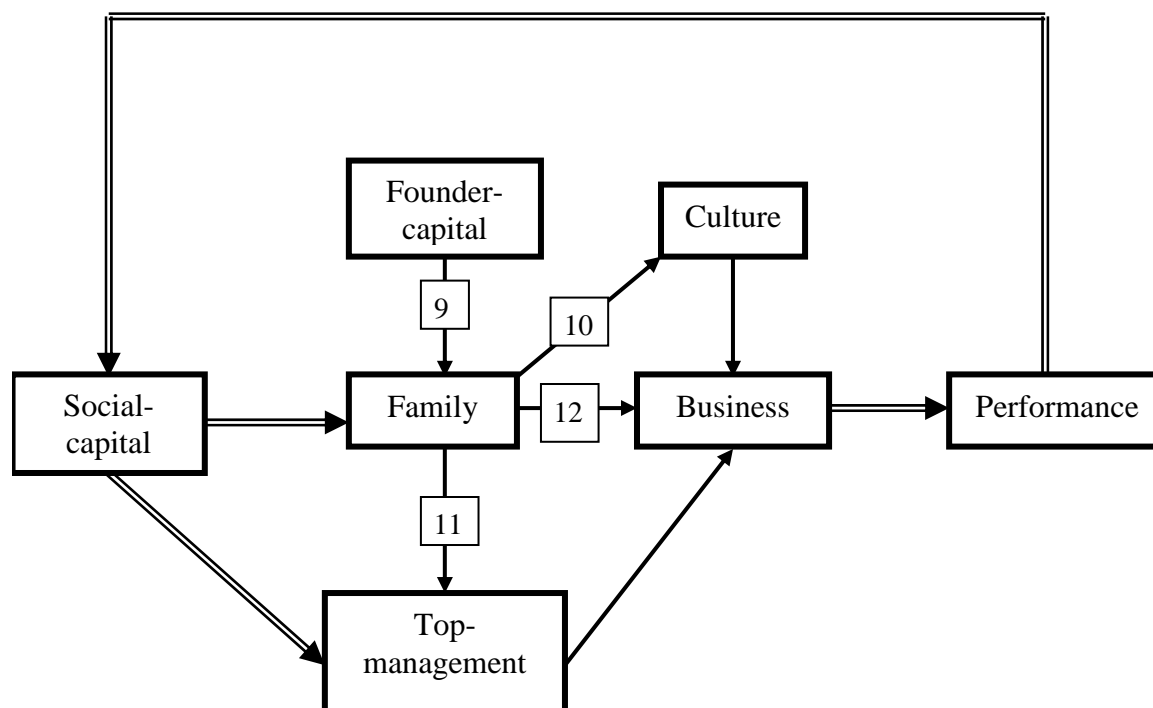 Founder-
capital
Culture
9
10
Social-
capital
Family
12
Business
Performance
11
Top-
management